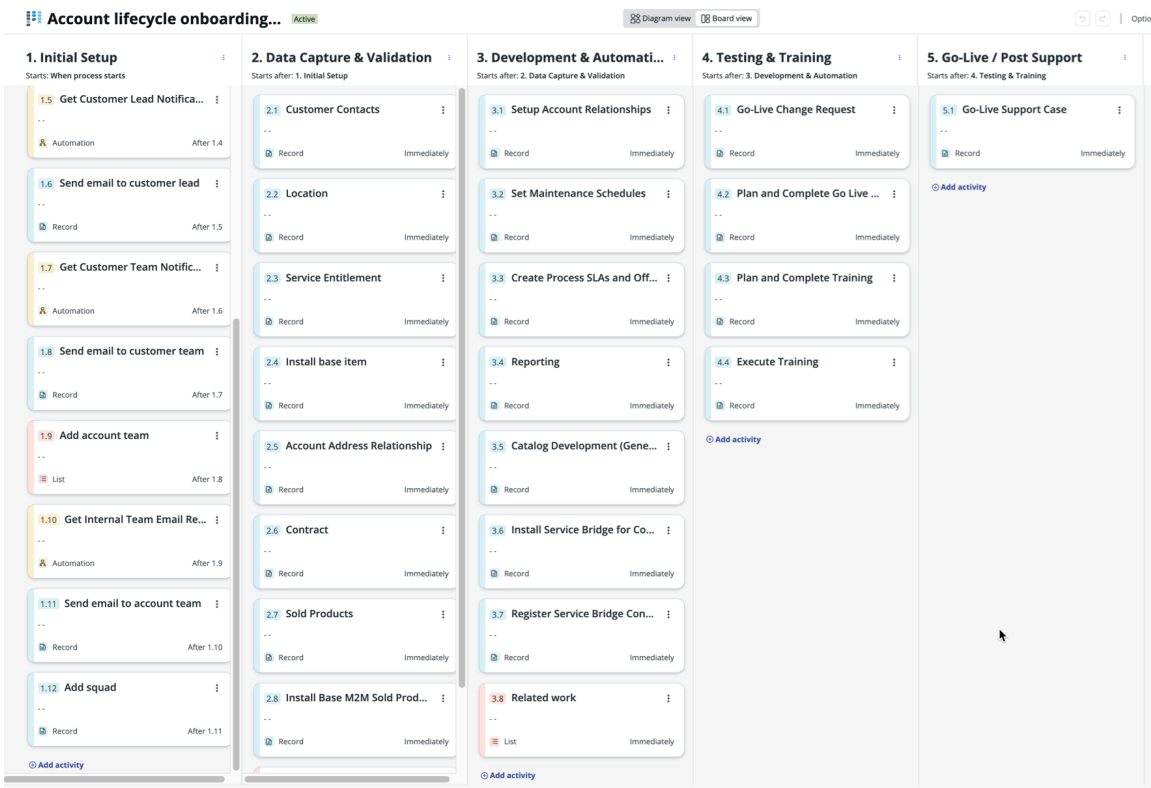 Account lifecycle onboarding...
Active
Diagram view
Board view
Optio
1. Initial Setup
Starts: When process starts
1.5 Get Customer Lead Notifica...
--
Automation After 1.4
1.6 Send email to customer lead
--
Record After 1.5
1.7 Get Customer Team Notific...
--
Automation After 1.6
1.8 Send email to customer team
--
Record After 1.7
1.9 Add account team
--
List After 1.8
1.10 Get Internal Team Email Re...
--
Automation After 1.9
1.11 Send email to account team
--
Record After 1.10
1.12 Add squad
--
Record After 1.11
Add activity
2. Data Capture & Validation
Starts after: 1. Initial Setup
2.1 Customer Contacts
--
Record Immediately
2.2 Location
--
Record Immediately
2.3 Service Entitlement
--
Record Immediately
2.4 Install base item
--
Record Immediately
2.5 Account Address Relationship
--
Record Immediately
2.6 Contract
--
Record Immediately
2.7 Sold Products
--
Record Immediately
2.8 Install Base M2M Sold Prod...
--
Record Immediately
3. Development & Automati...
Starts after: 2. Data Capture & Validation
3.1 Setup Account Relationships
--
Record Immediately
3.2 Set Maintenance Schedules
--
Record Immediately
3.3 Create Process SLAs and Off...
--
Record Immediately
3.4 Reporting
--
Record Immediately
3.5 Catalog Development (Gene...
--
Record Immediately
3.6 Install Service Bridge for Co...
--
Record Immediately
3.7 Register Service Bridge Con...
--
Record Immediately
3.8 Related work
--
List Immediately
Add activity
4. Testing & Training
Starts after: 3. Development & Automation
4.1 Go-Live Change Request
--
Record Immediately
4.2 Plan and Complete Go Live ...
--
Record Immediately
4.3 Plan and Complete Training
--
Record Immediately
4.4 Execute Training
--
Record Immediately
Add activity
5. Go-Live / Post Support
Starts after: 4. Testing & Training
5.1 Go-Live Support Case
--
Record Immediately
Add activity